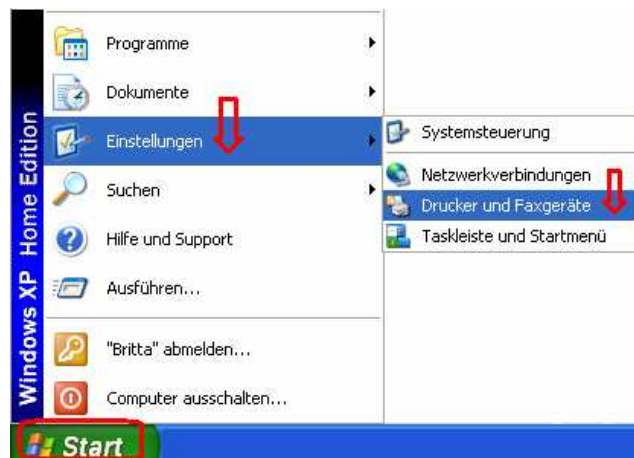 Programme
Dokumente
Einstellungen
Suchen
Hilfe und Support
Ausführen...
"Britta" abmelden...
Computer ausschalten...
Systemsteuerung
Netzwerkverbindungen
Drucker und Faxgeräte
Taskleiste und Startmenü
Windows XP Home Edition
Start